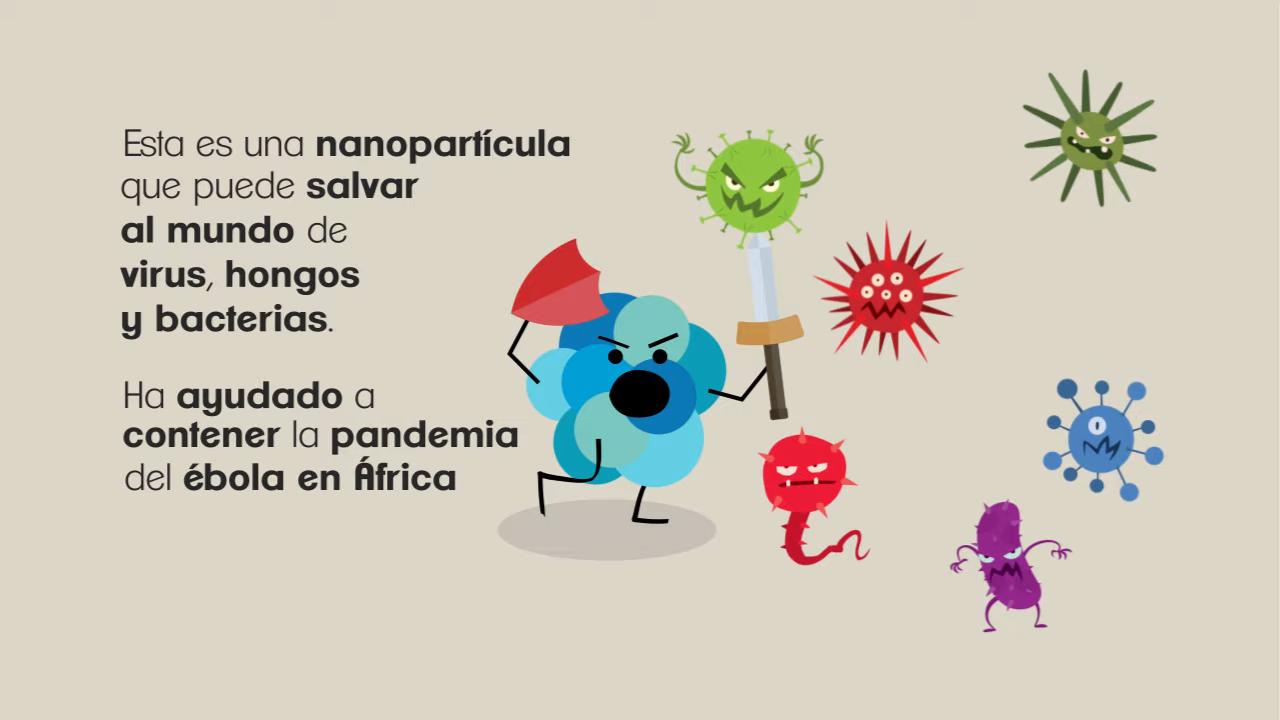 Esta es una nanopartícula
que puede salvar
al mundo de
virus, hongos
y bacterias.
Ha ayudado a
contener la pandemia
del ébola en África